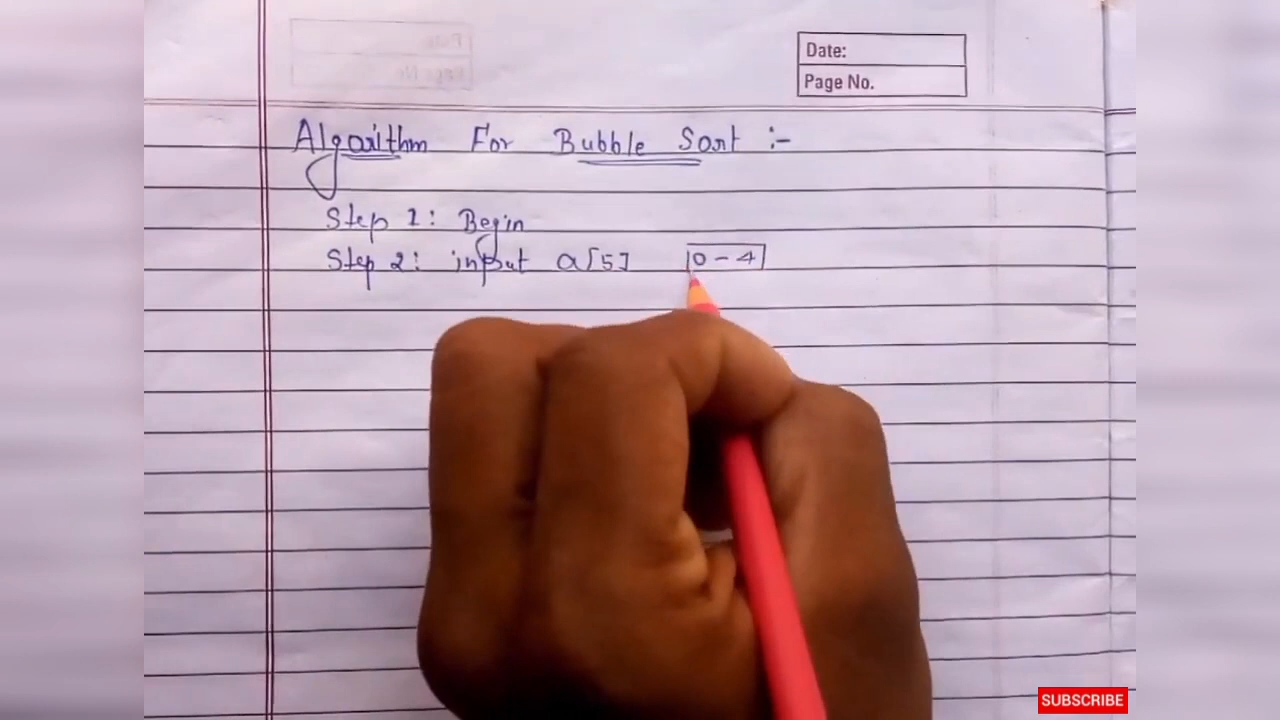 Date:
Page No.
Algorithm For Bubble Sort :-
Step 1: Begin
Step 2: input a[5] 0-4
SUBSCRIBE